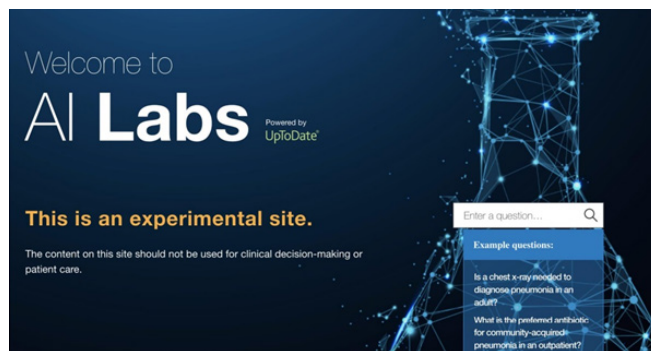 Welcome to
AI Labs
Powered by
UpToDate®
This is an experimental site.
The content on this site should not be used for clinical decision-making or
patient care.
Enter a question...
Example questions:
Is a chest x-ray needed to
diagnose pneumonia in an
adult?
What is the preferred antibiotic
for community-acquired
pneumonia in an outpatient?